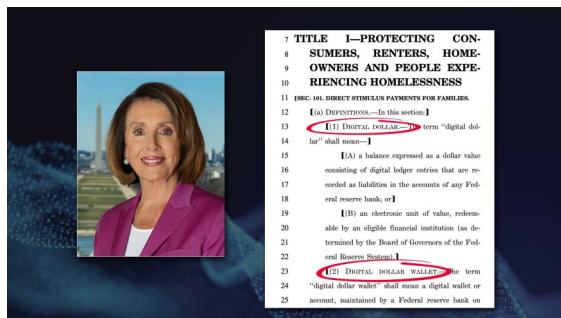 7 TITLE I—PROTECTING CON-
8 SUMERS, RENTERS, HOME-
9 OWNERS AND PEOPLE EXPE-
10 RIENCING HOMELESSNESS
11 [SEC. 101. DIRECT STIMULUS PAYMENTS FOR FAMILIES.
12 [(a) DEFINITIONS.—In this section:]
13 [(1) DIGITAL DOLLAR.—The term “digital dol-
14 lar” shall mean—]
15 [(A) a balance expressed as a dollar value
16 consisting of digital ledger entries that are re-
17 corded as liabilities in the accounts of any Fed-
18 eral reserve bank; or]
19 [(B) an electronic unit of value, redeem-
20 able by an eligible financial institution (as de-
21 termined by the Board of Governors of the Fed-
22 eral Reserve System).]
23 [(2) DIGITAL DOLLAR WALLET.—The term
24 “digital dollar wallet” shall mean a digital wallet or
25 account, maintained by a Federal reserve bank on